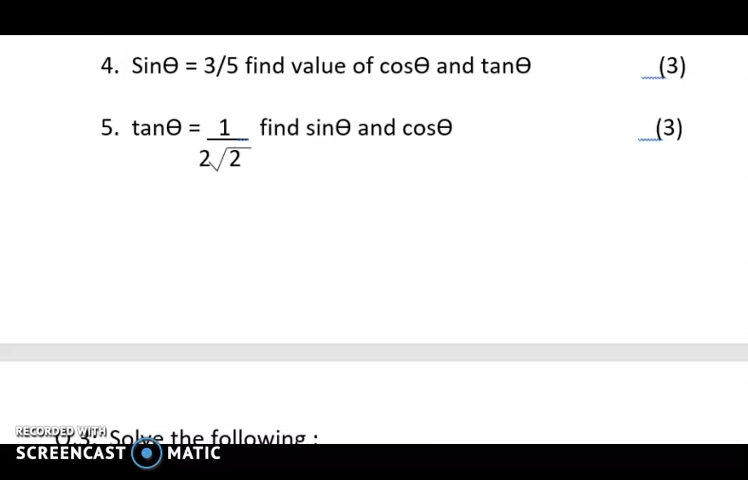 4. Sinθ = 3/5 find value of cosθ and tanθ (3)
5. tanθ = 1 find sinθ and cosθ (3)
2√2
RECORDED WITH
Q.3: Solve the following :
SCREENCAST MATIC